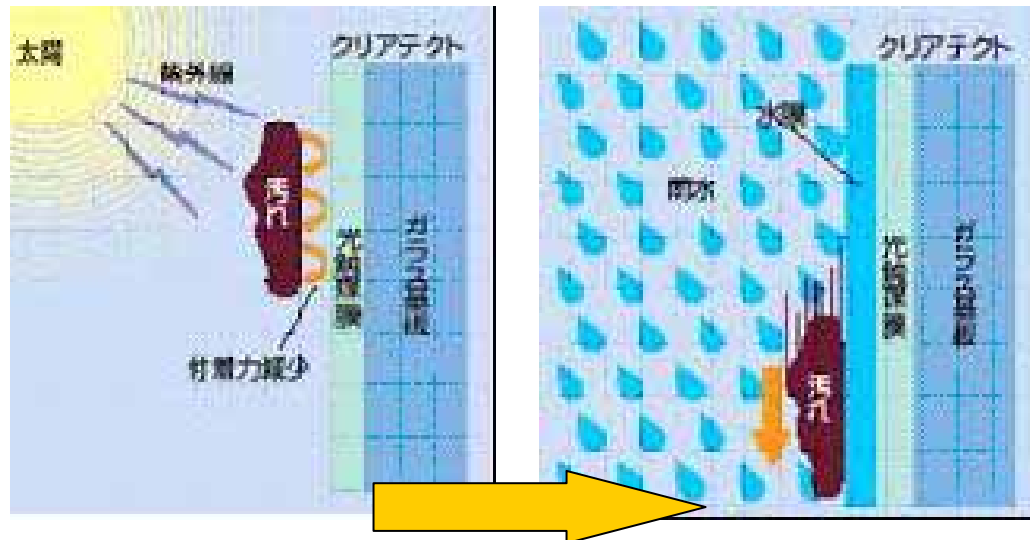 太陽
クリアテクト
紫外線
汚れ
光触媒膜
ガラス基板
付着力減少
クリアテクト
水膜
雨水
汚れ
光触媒膜
ガラス基板